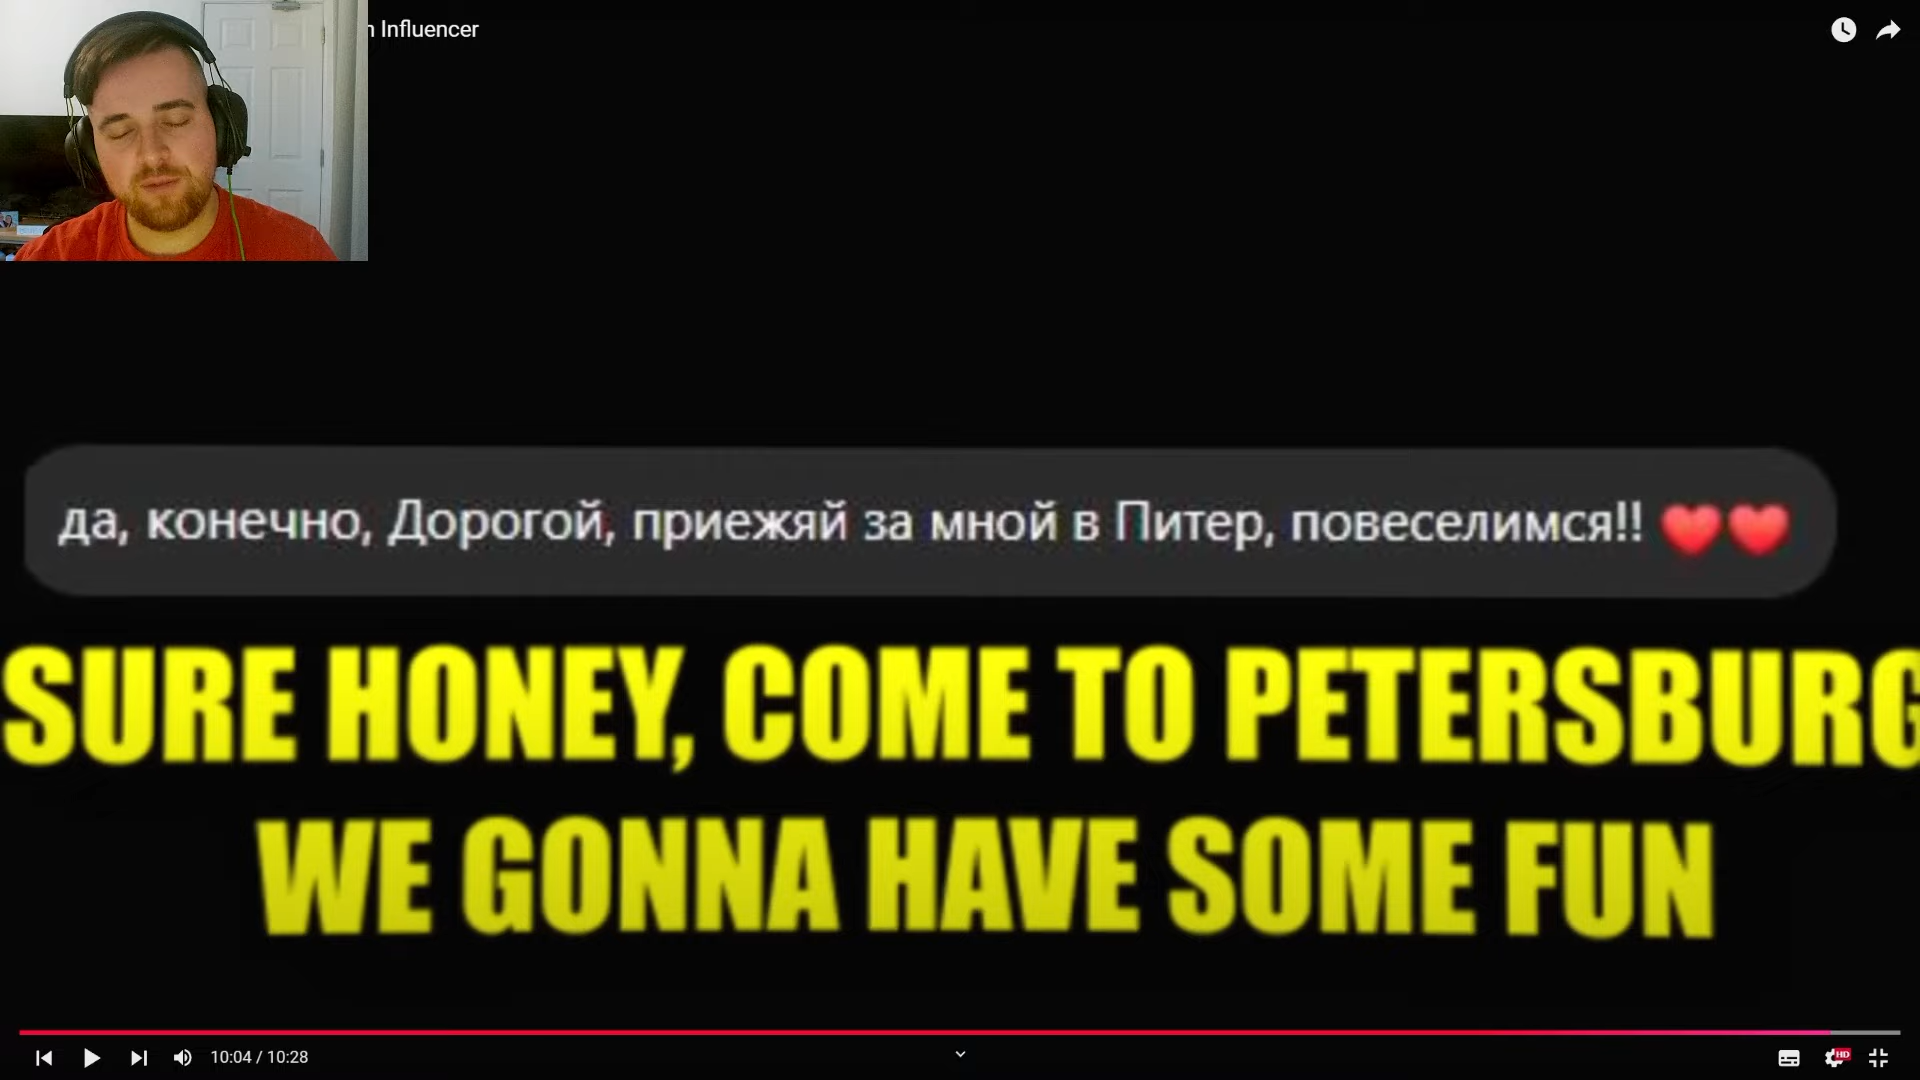 n Influencer
да, конечно, Дорогой, приежяй за мной в Питер, повеселимся!! ❤️❤️
SURE HONEY, COME TO PETERSBURG
WE GONNA HAVE SOME FUN
10:04 / 10:28
HD